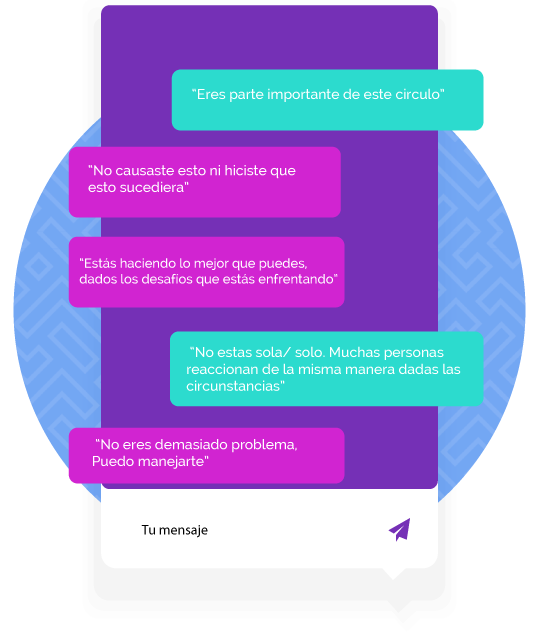 “Eres parte importante de este circulo”
“No causaste esto ni hiciste que
esto sucediera”
“Estás haciendo lo mejor que puedes,
dados los desafíos que estás enfrentando”
“No estas sola/ solo. Muchas personas
reaccionan de la misma manera dadas las
circunstancias”
“No eres demasiado problema,
Puedo manejarte”
Tu mensaje